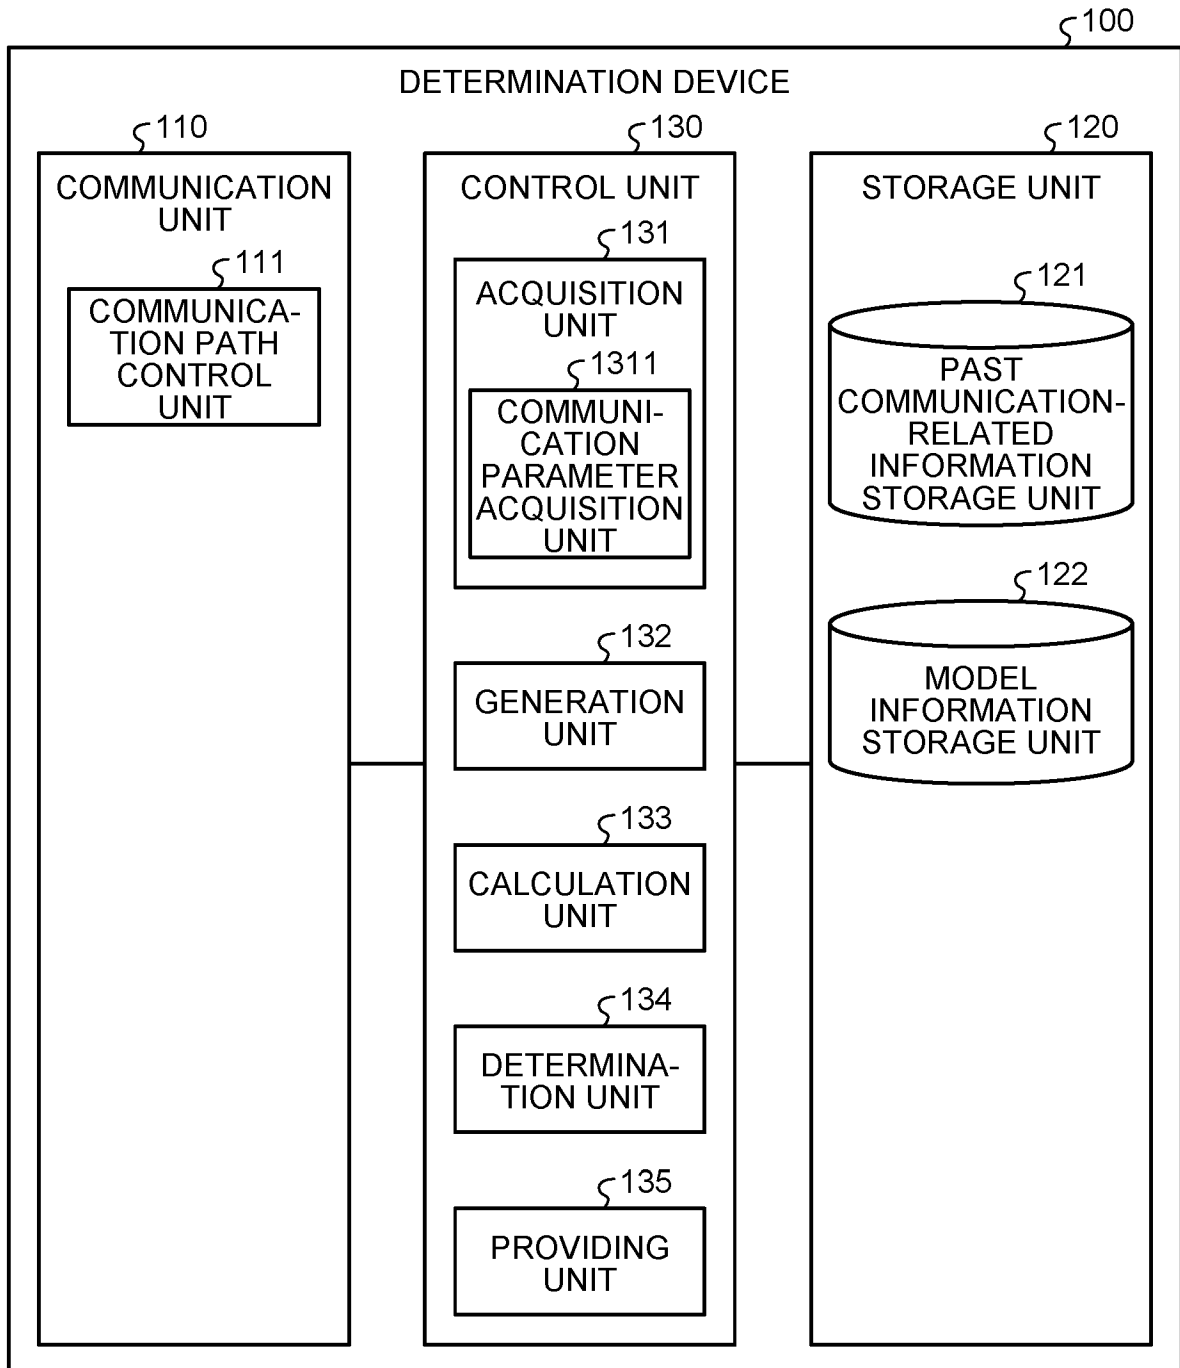 100
DETERMINATION DEVICE
110
COMMUNICATION
UNIT
111
COMMUNICA-
TION PATH
CONTROL
UNIT
130
CONTROL UNIT
131
ACQUISITION
UNIT
1311
COMMUNI-
CATION
PARAMETER
ACQUISITION
UNIT
132
GENERATION
UNIT
133
CALCULATION
UNIT
134
DETERMINA-
TION UNIT
135
PROVIDING
UNIT
120
STORAGE UNIT
121
PAST
COMMUNICATION-
RELATED
INFORMATION
STORAGE UNIT
122
MODEL
INFORMATION
STORAGE UNIT